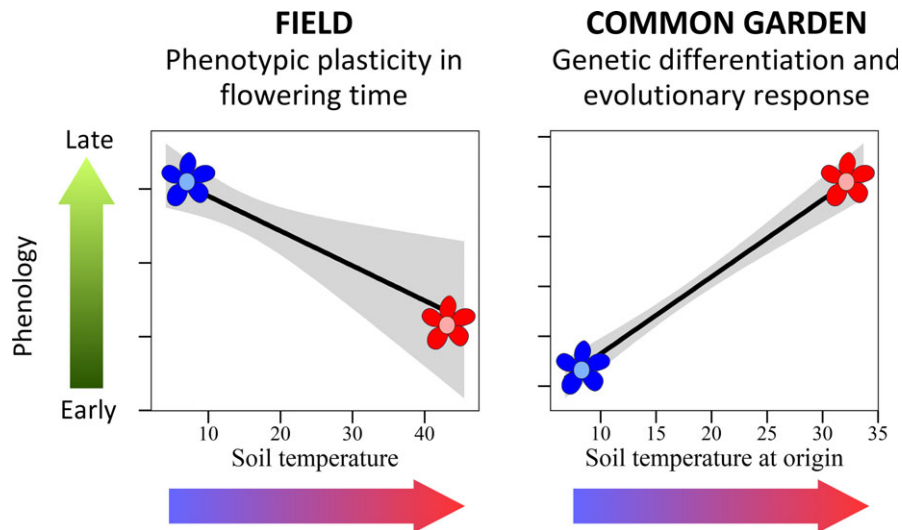 FIELD
Phenotypic plasticity in
flowering time
COMMON GARDEN
Genetic differentiation and
evolutionary response
Late
Phenology
Early
10 20 30 40
Soil temperature
10 15 20 25 30 35
Soil temperature at origin